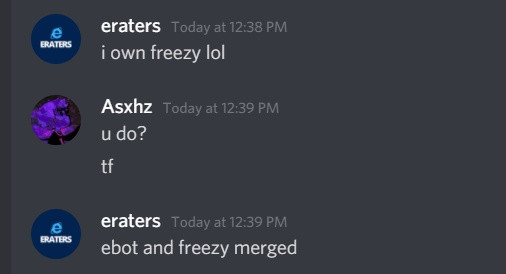 eraters Today at 12:38 PM
ERATERS
i own freezy lol
Asxhz Today at 12:39 PM
u do?
tf
eraters Today at 12:39 PM
ERATERS
ebot and freezy merged